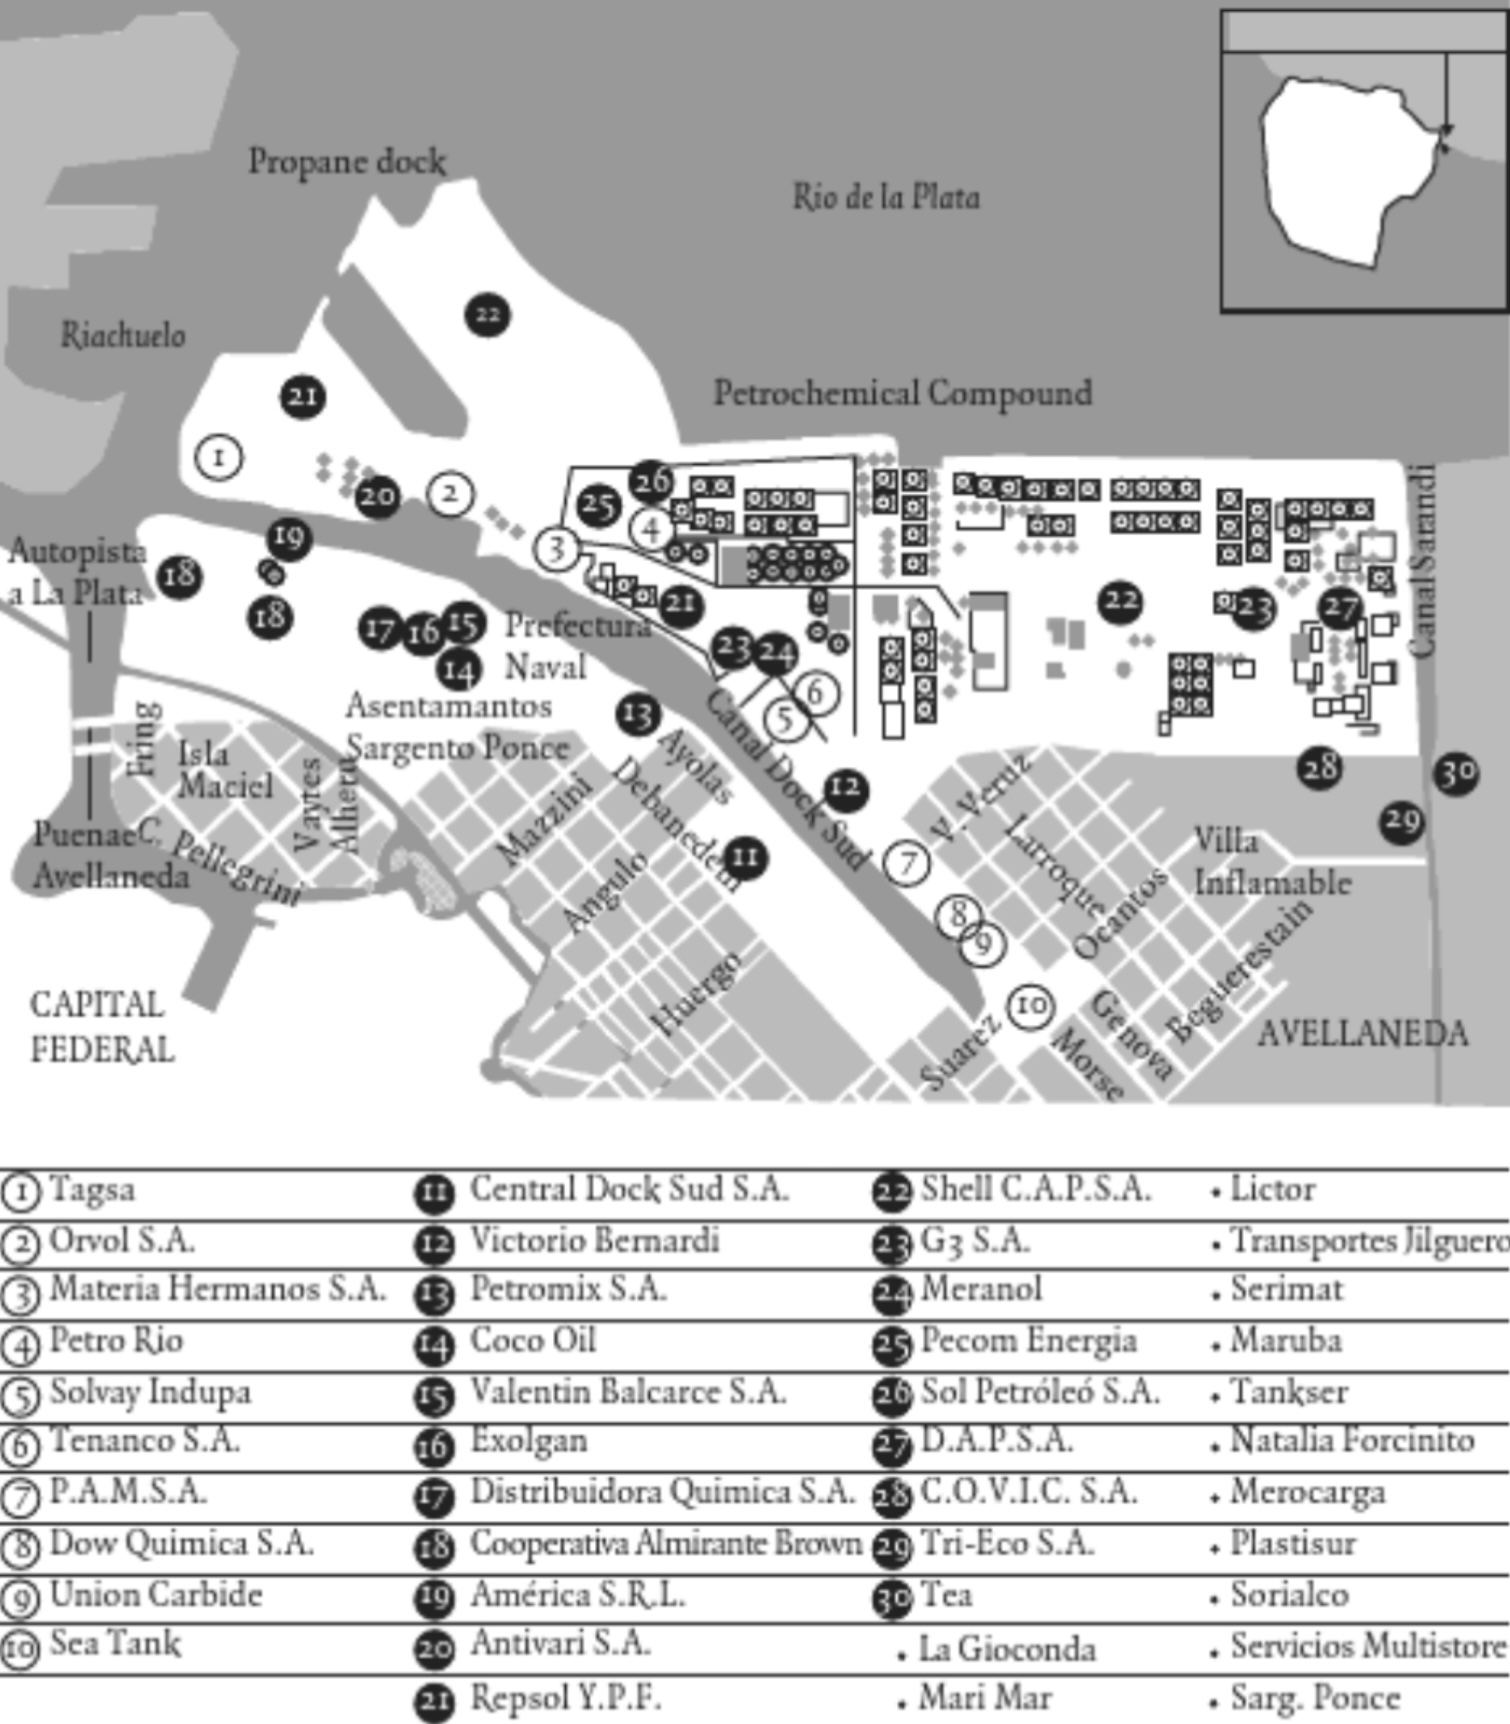 Propane dock
Rio de la Plata
Riachuelo
22
Petrochemical Compound
21
1
20
2
26
25
4
3
19
Autopista
a La Plata
18
18
17
16
15
14
Prefectura
Naval
21
23
24
6
5
22
23
27
Canal Sarandi
13
Asentamantos
Sargento Ponce
Fring
Isla
Maciel
Vaytes
Alheru
Ayolas
Debanedetti
Mazzini
Canal Dock Sud
12
28
30
29
V. Veruz
Puenae
Avellaneda
C. Pellegrini
11
Angulo
7
Larroque
Villa
Inflamable
8
9
Ocantos
Huergo
10
Begüerestain
CAPITAL
FEDERAL
Suarez
Morse
Genova
AVELLANEDA
1 Tagsa
2 Orvol S.A.
3 Materia Hermanos S.A.
4 Petro Rio
5 Solvay Indupa
6 Tenanco S.A.
7 P.A.M.S.A.
8 Dow Quimica S.A.
9 Union Carbide
10 Sea Tank
11 Central Dock Sud S.A.
12 Victorio Bernardi
13 Petromix S.A.
14 Coco Oil
15 Valentin Balcarce S.A.
16 Exolgan
17 Distribuidora Quimica S.A.
18 Cooperativa Almirante Brown
19 América S.R.L.
20 Antivari S.A.
21 Repsol Y.P.F.
22 Shell C.A.P.S.A.
23 G3 S.A.
24 Meranol
25 Pecom Energia
26 Sol Petróleó S.A.
27 D.A.P.S.A.
28 C.O.V.I.C. S.A.
29 Tri-Eco S.A.
30 Tea
• La Gioconda
• Mari Mar
• Lictor
• Transportes Jilguero
• Serimat
• Maruba
• Tankser
• Natalia Forcinito
• Merocarga
• Plastisur
• Sorialco
• Servicios Multistore
• Sarg. Ponce